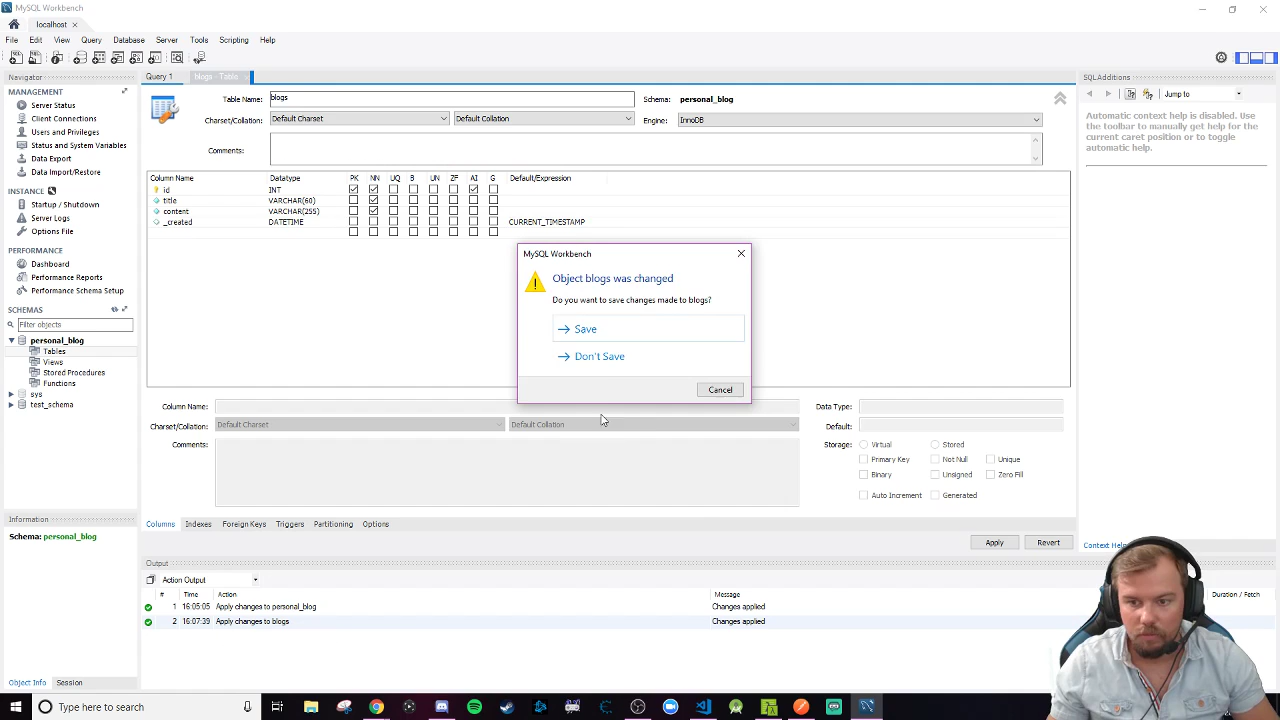 MySQL Workbench
localhost
File Edit View Query Database Server Tools Scripting Help
Navigator
MANAGEMENT
Server Status
Client Connections
Users and Privileges
Status and System Variables
Data Export
Data Import/Restore
INSTANCE
Startup / Shutdown
Server Logs
Options File
PERFORMANCE
Dashboard
Performance Reports
Performance Schema Setup
SCHEMAS
Filter objects
personal_blog
Tables
Views
Stored Procedures
Functions
sys
test_schema
Information
Schema: personal_blog
Object Info Session
Query 1 blogs - Table
Table Name: blogs Schema: personal_blog
Charset/Collation: Default Charset Default Collation Engine: InnoDB
Comments:
Column Name Datatype PK NN UQ B UN ZF AI G Default/Expression
id INT
title VARCHAR(60)
content VARCHAR(255)
_created DATETIME CURRENT_TIMESTAMP
MySQL Workbench
Object blogs was changed
Do you want to save changes made to blogs?
Save
Don't Save
Cancel
Column Name: Data Type:
Charset/Collation: Default Charset Default Collation Default:
Comments: Storage: Virtual Stored
Primary Key Not Null Unique
Binary Unsigned Zero Fill
Auto Increment Generated
Columns Indexes Foreign Keys Triggers Partitioning Options
Apply Revert
Output
Action Output
# Time Action Message Duration / Fetch
1 16:05:05 Apply changes to personal_blog Changes applied
2 16:07:39 Apply changes to blogs Changes applied
SQLAdditions
Jump to
Automatic context help is disabled. Use
the toolbar to manually get help for the
current caret position or to toggle
automatic help.
Context Help
Type here to search